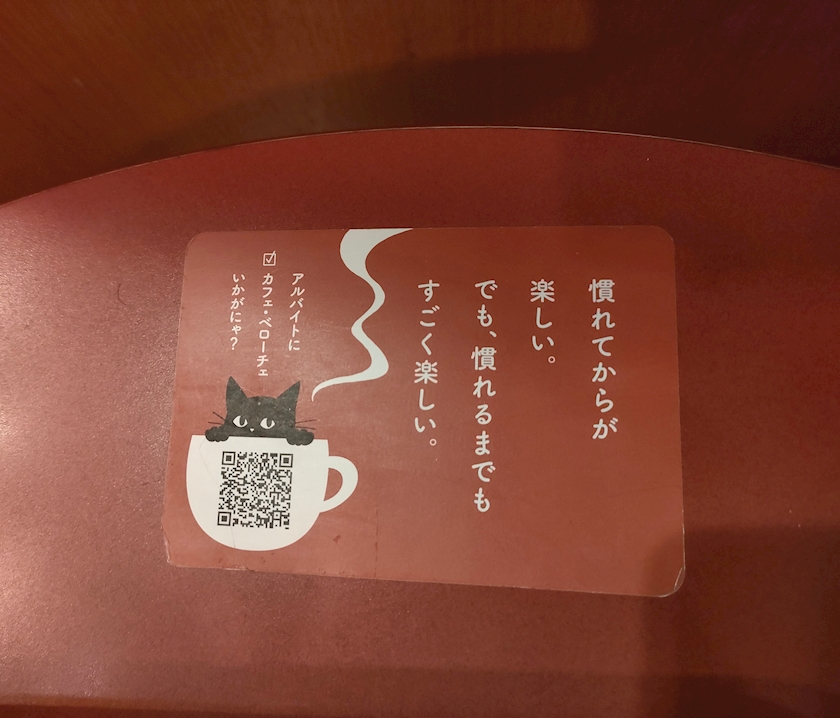 慣れてからが
楽しい。
でも、慣れるまでも
すごく楽しい。
アルバイトに
☑カフェ・ベローチェ
いかがにゃ？